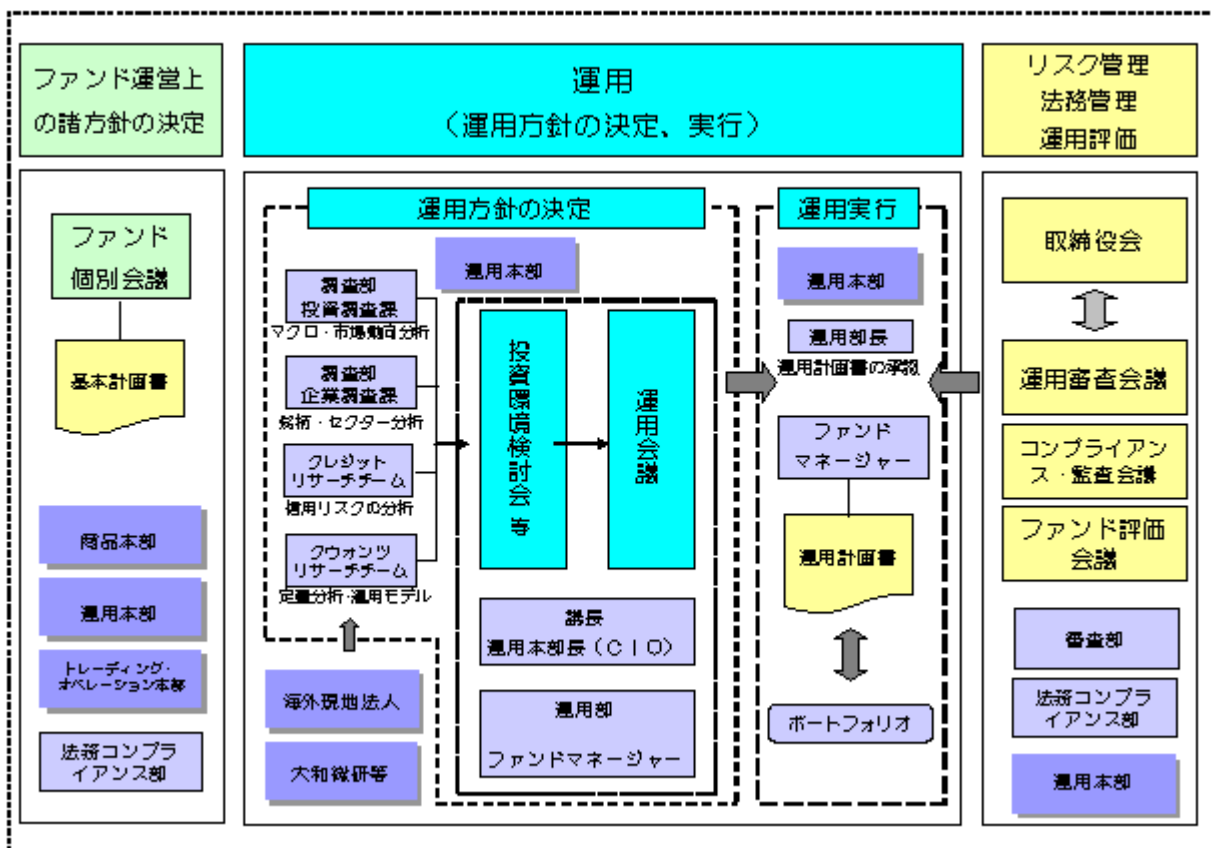 ファンド運営上
の諸方針の決定
運用
（運用方針の決定、実行）
リスク管理
法務管理
運用評価
ファンド
個別会議
基本計画書
商品本部
運用本部
トレーディング・
オペレーション本部
法務コンプラ
イアンス部
運用方針の決定
運用本部
調査部
投資調査課
マクロ・市場動向分析
調査部
企業調査課
銘柄・セクター分析
クレジット
リサーチチーム
信用リスクの分析
クウォンツ
リサーチチーム
定量分析・運用モデル
海外現地法人
大和総研等
投資環境検討会 等
運用会議
議長
運用本部長（ＣＩＯ）
運用部
ファンドマネージャー
運用実行
運用本部
運用部長
運用計画書の承認
ファンド
マネージャー
運用計画書
ポートフォリオ
取締役会
運用審査会議
コンプライアン
ス・監査会議
ファンド評価
会議
審査部
法務コンプラ
イアンス部
運用本部